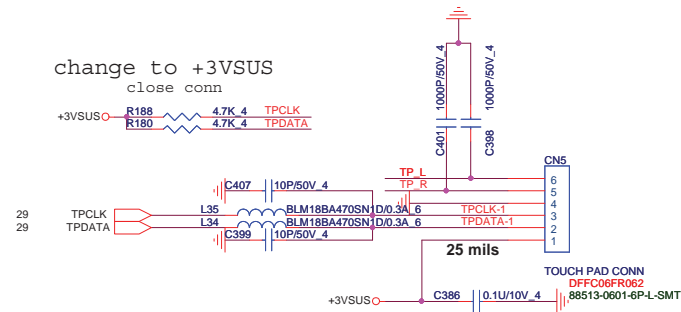 change to +3VSUS
close conn
+3VSUS
R188 4.7K_4 TPCLK
R180 4.7K_4 TPDATA
1000P/50V_4
1000P/50V_4
C401
C398
CN5
TP_L 6
TP_R 5
4
C407 10P/50V_4
29 TPCLK L35 BLM18BA470SN1D/0.3A_6 TPCLK-1 3
29 TPDATA L34 BLM18BA470SN1D/0.3A_6 TPDATA-1 2
C399 10P/50V_4
25 mils 1
TOUCH PAD CONN
DFFC06FR062
88513-0601-6P-L-SMT
+3VSUS C386 0.1U/10V_4